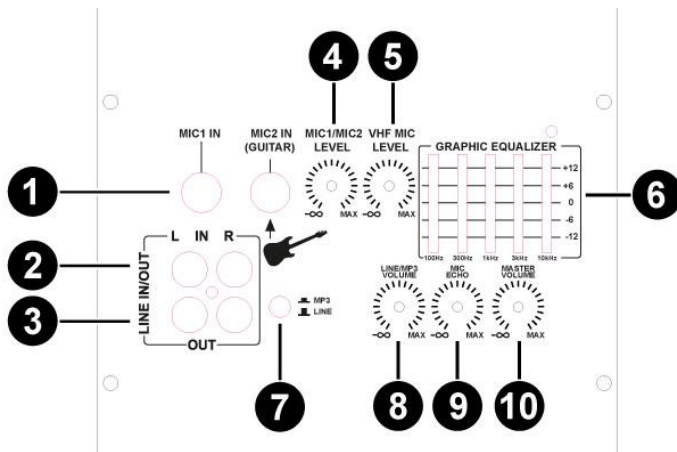 4
5
MIC1 IN
MIC2 IN
(GUITAR)
MIC1/MIC2
LEVEL
VHF MIC
LEVEL
-∞ MAX
-∞ MAX
GRAPHIC EQUALIZER
+12
+6
0
-6
-12
100Hz 300Hz 1kHz 3kHz 10kHz
1
6
L IN R
LINE IN/OUT
OUT
2
3
MP3
LINE
7
LINE/MP3
VOLUME
MIC
ECHO
MASTER
VOLUME
-∞ MAX
-∞ MAX
-∞ MAX
8
9
10